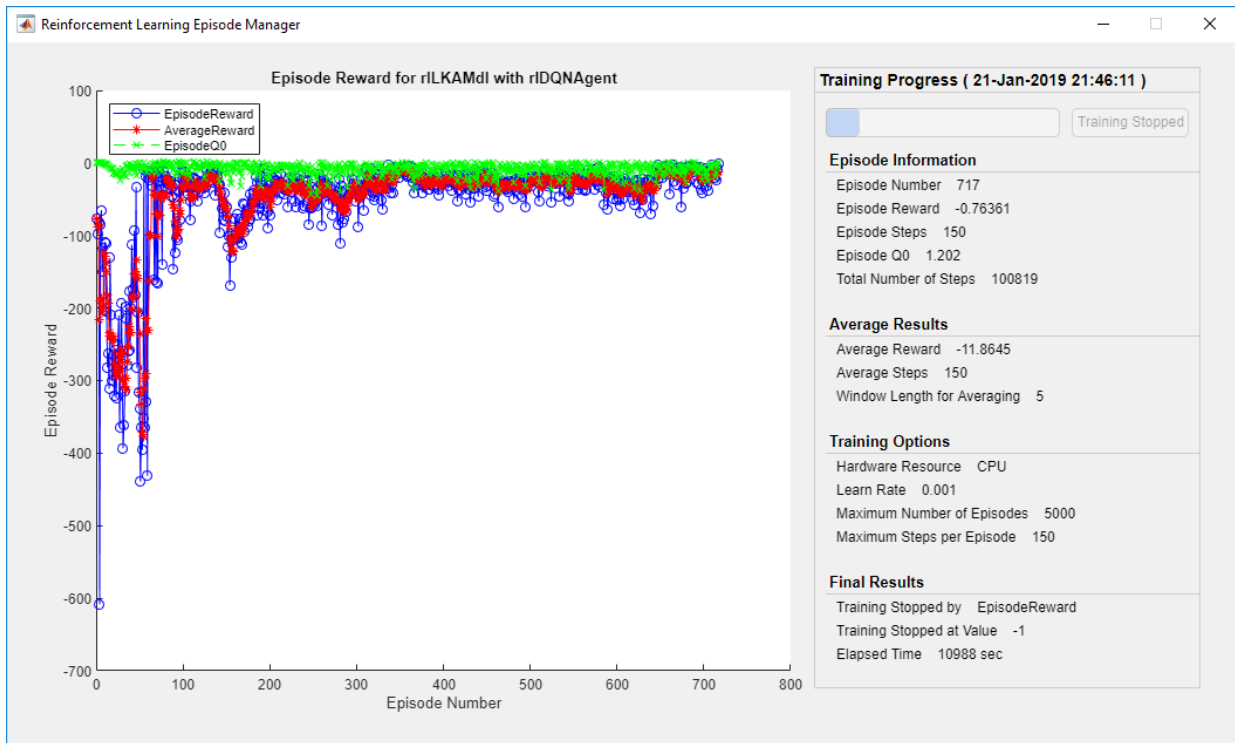 Reinforcement Learning Episode Manager
Episode Reward for rlLKAMdl with rlDQNAgent
100
0
-100
-200
-300
-400
-500
-600
-700
Episode Reward
EpisodeReward
AverageReward
EpisodeQ0
0 100 200 300 400 500 600 700 800
Episode Number
Training Progress ( 21-Jan-2019 21:46:11 )
Training Stopped
Episode Information
Episode Number 717
Episode Reward -0.76361
Episode Steps 150
Episode Q0 1.202
Total Number of Steps 100819
Average Results
Average Reward -11.8645
Average Steps 150
Window Length for Averaging 5
Training Options
Hardware Resource CPU
Learn Rate 0.001
Maximum Number of Episodes 5000
Maximum Steps per Episode 150
Final Results
Training Stopped by EpisodeReward
Training Stopped at Value -1
Elapsed Time 10988 sec